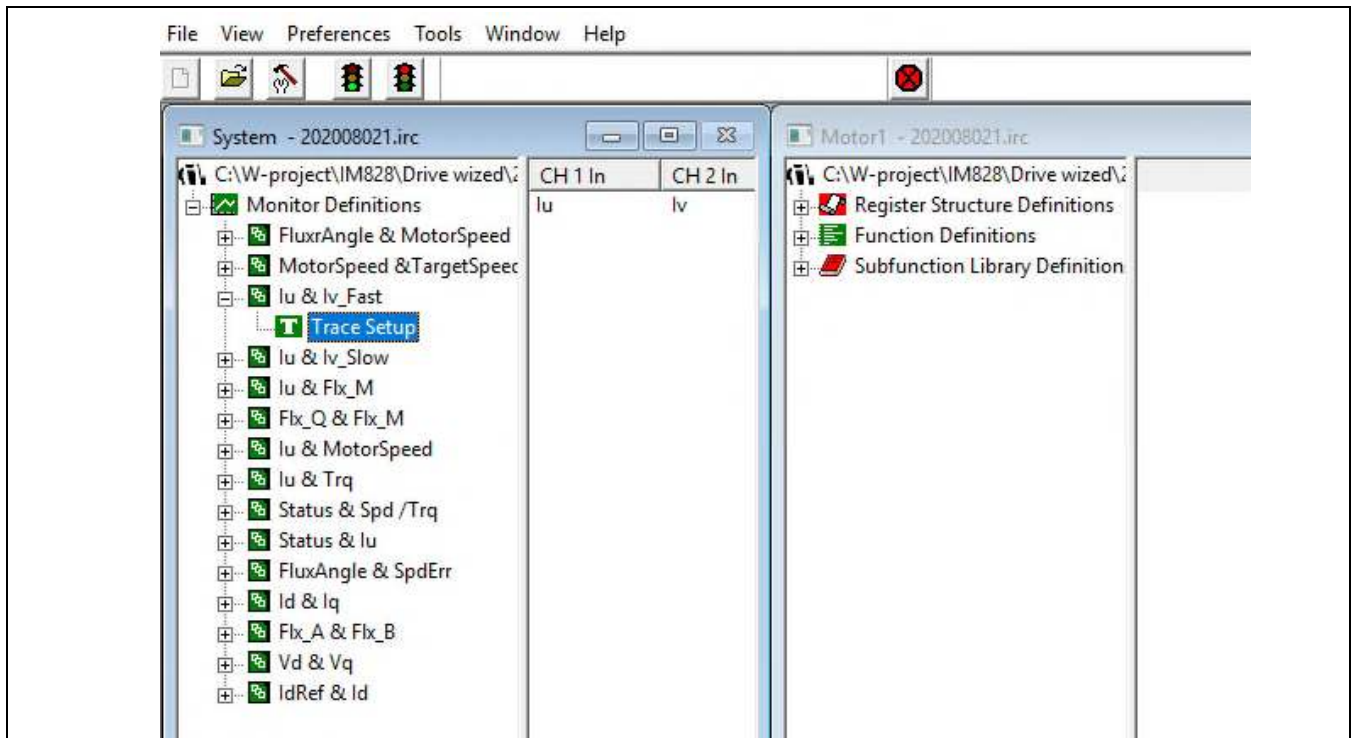 File View Preferences Tools Window Help
System - 202008021.irc
C:\W-project\IM828\Drive wized\2
CH 1 In CH 2 In
Monitor Definitions
Iu Iv
FluxrAngle & MotorSpeed
MotorSpeed &TargetSpeed
Iu & Iv_Fast
T Trace Setup
Iu & Iv_Slow
Iu & Flx_M
Flx_Q & Flx_M
Iu & MotorSpeed
Iu & Trq
Status & Spd /Trq
Status & Iu
FluxAngle & SpdErr
Id & Iq
Flx_A & Flx_B
Vd & Vq
IdRef & Id
Motor1 - 202008021.irc
C:\W-project\IM828\Drive wized\2
Register Structure Definitions
Function Definitions
Subfunction Library Definition